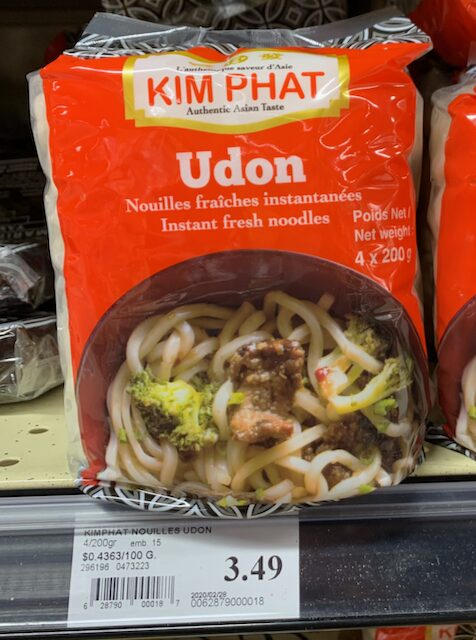 L'authentique saveur d'Asie
KIM PHAT
Authentic Asian Taste
Udon
Nouilles fraîches instantanées
Instant fresh noodles
Poids Net /
Net weight
4 x 200 g
KIMPHAT NOUILLES UDON
4/200gr emb. 15
$0.4363/100 G.
296196 0473223
3.49
6 28790 00018 7
2020/02/28
0062879000018